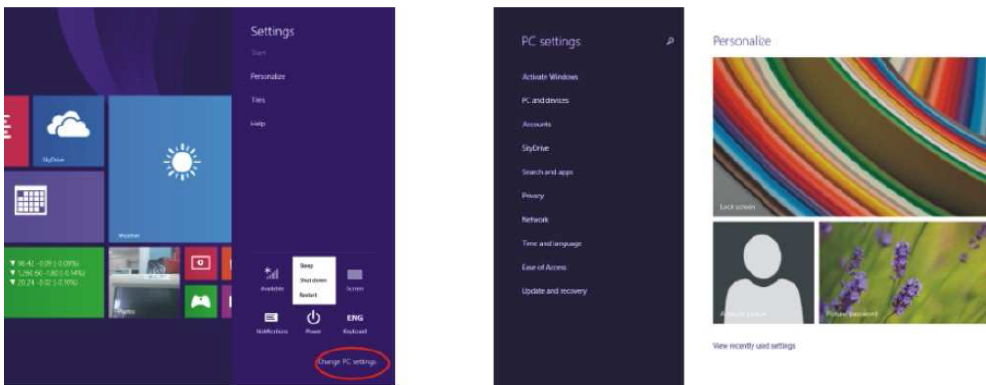 Settings
Start
Personalize
Tiles
Help
SkyDrive
Weather
Photos
Available
Sleep
Shut down
Restart
Screen
Notifications
Power
ENG
Keyboard
Change PC settings
PC settings
Activate Windows
PC and devices
Accounts
SkyDrive
Search and apps
Privacy
Network
Time and language
Ease of Access
Update and recovery
Personalize
Lock screen
Account picture
Picture password
View recently used settings